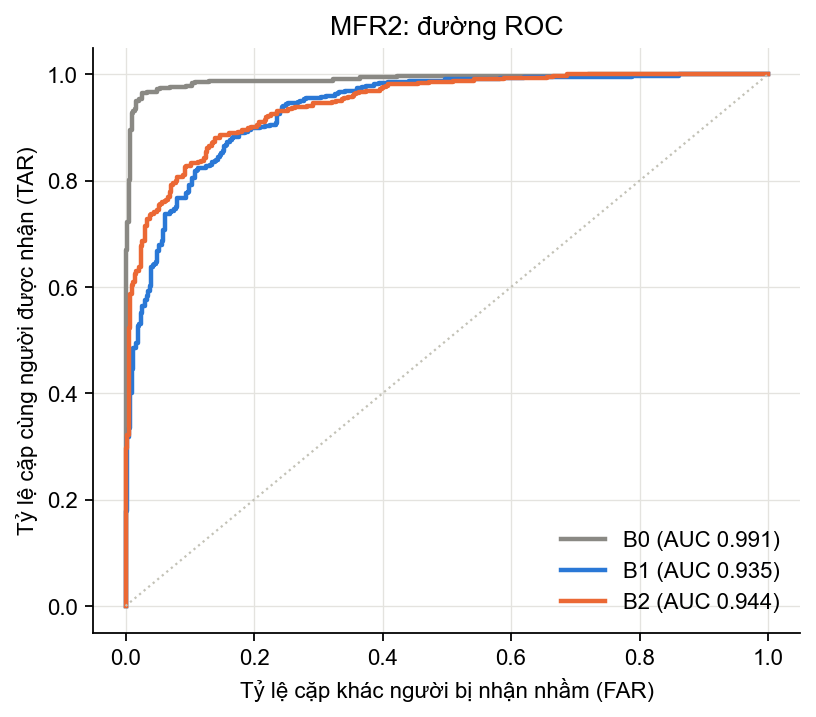 MFR2: đường ROC
Tỷ lệ cặp cùng người được nhận (TAR)
1.0
0.8
0.6
0.4
0.2
0.0
B0 (AUC 0.991)
B1 (AUC 0.935)
B2 (AUC 0.944)
0.0 0.2 0.4 0.6 0.8 1.0
Tỷ lệ cặp khác người bị nhận nhầm (FAR)